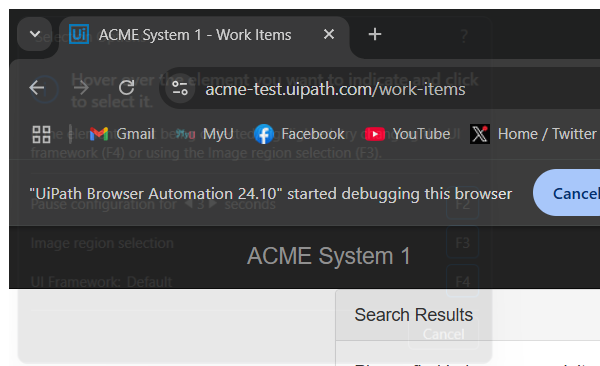 ACME System 1 - Work Items
Selection Options ?
Hover over the element you want to indicate and click
to select it.
acme-test.uipath.com/work-items
Gmail MyU Facebook YouTube Home / Twitter
framework (F4) or using the Image region selection (F3).
"UiPath Browser Automation 24.10" started debugging this browser Cancel
Pause configuration for 3 seconds F2
Image region selection F3
ACME System 1
UI Framework: Default F4
Search Results
Cancel